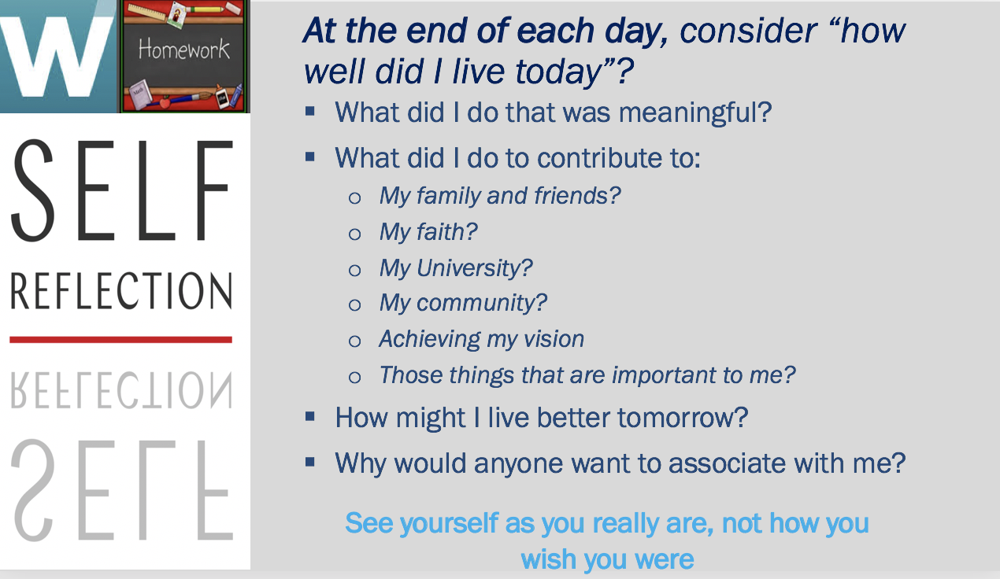 W
Homework
Math
SELF
REFLECTION
REFLECTION
SELF
At the end of each day, consider “how
well did I live today”?
▪ What did I do that was meaningful?
▪ What did I do to contribute to:
o My family and friends?
o My faith?
o My University?
o My community?
o Achieving my vision
o Those things that are important to me?
▪ How might I live better tomorrow?
▪ Why would anyone want to associate with me?
See yourself as you really are, not how you
wish you were